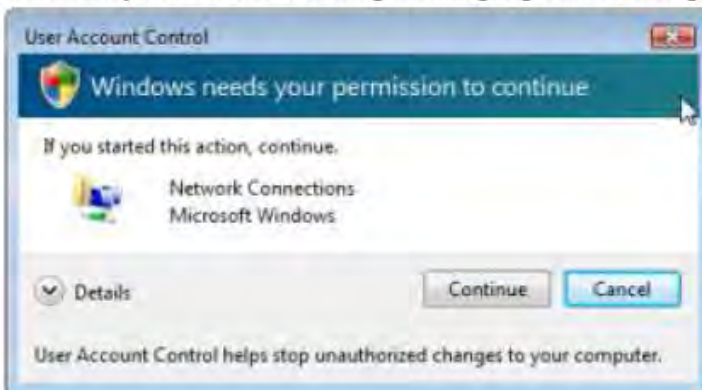 User Account Control
Windows needs your permission to continue
If you started this action, continue.
Network Connections
Microsoft Windows
Details
Continue
Cancel
User Account Control helps stop unauthorized changes to your computer.